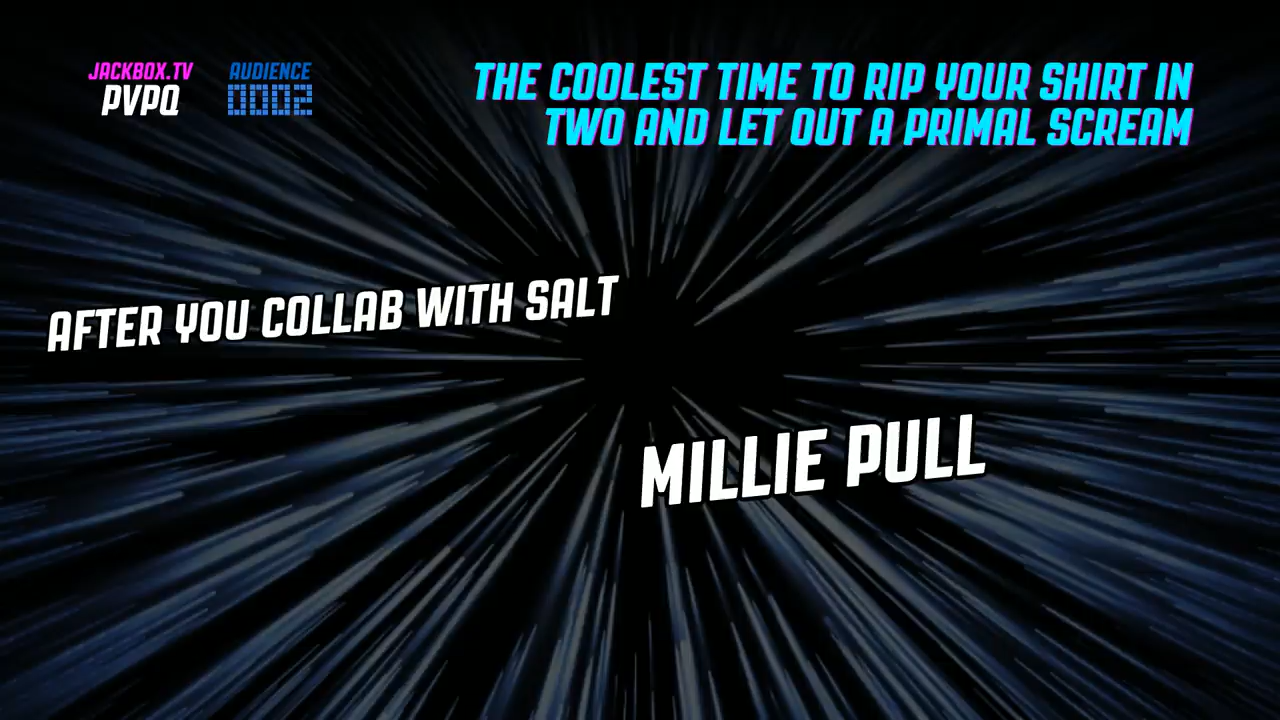 JACKBOX.TV
PVPQ
AUDIENCE
0002
THE COOLEST TIME TO RIP YOUR SHIRT IN
TWO AND LET OUT A PRIMAL SCREAM
AFTER YOU COLLAB WITH SALT
MILLIE PULL